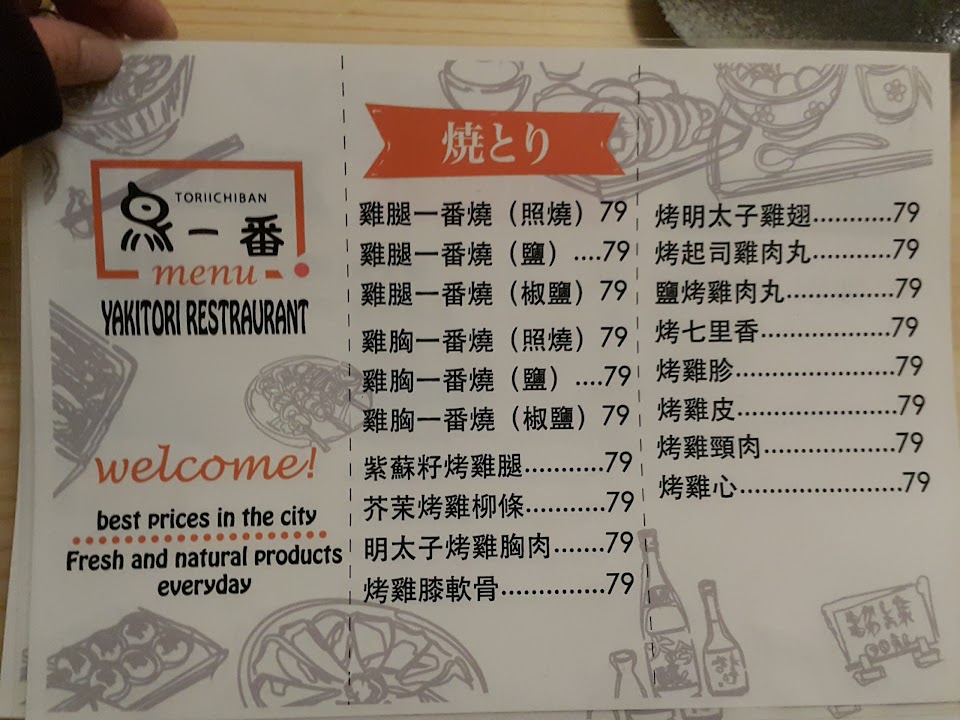 TORIICHIBAN
一番
menu
YAKITORI RESTRAURANT
welcome!
best prices in the city
Fresh and natural products
everyday
焼とり
雞腿一番燒（照燒）79
雞腿一番燒（鹽）....79
雞腿一番燒（椒鹽）79
雞胸一番燒（照燒）79
雞胸一番燒（鹽）....79
雞胸一番燒（椒鹽）79
紫蘇籽烤雞腿............79
芥茉烤雞柳條............79
明太子烤雞胸肉.......79
烤雞膝軟骨...............79
烤明太子雞翅............79
烤起司雞肉丸............79
鹽烤雞肉丸...............79
烤七里香..................79
烤雞胗.....................79
烤雞皮.....................79
烤雞頸肉..................79
烤雞心.....................79